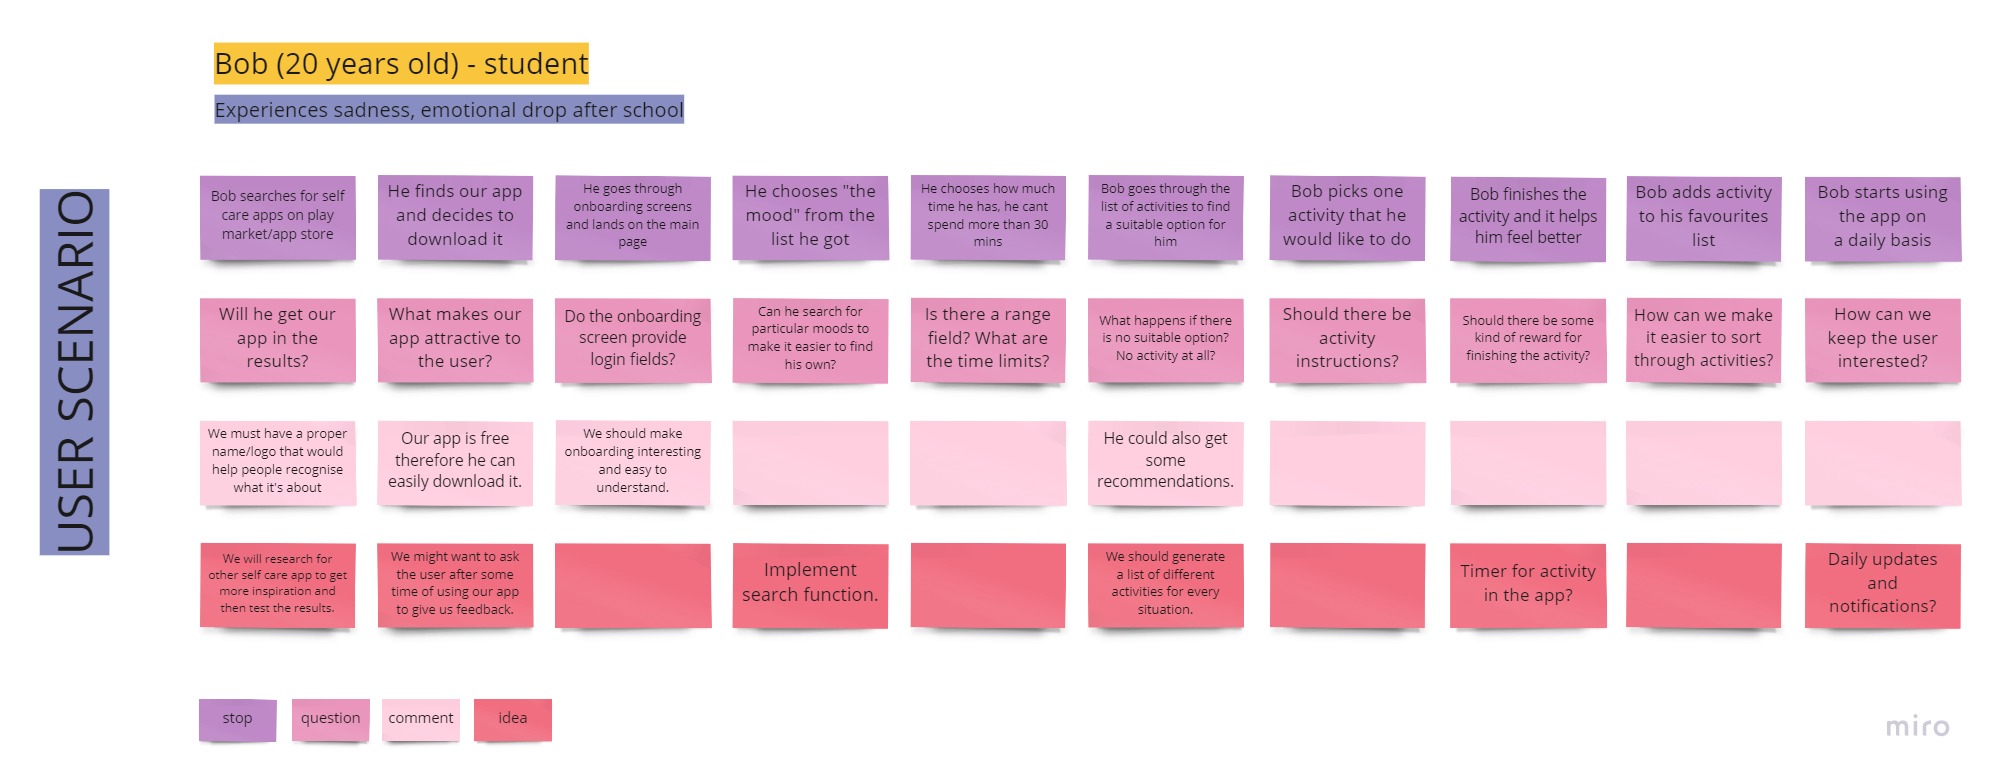 Bob (20 years old) - student
Experiences sadness, emotional drop after school
USER SCENARIO
Bob searches for self
care apps on play
market/app store
He finds our app
and decides to
download it
He goes through
onboarding screens
and lands on the main
page
He chooses "the
mood" from the
list he got
He chooses how much
time he has, he cant
spend more than 30
mins
Bob goes through the
list of activities to find
a suitable option for
him
Bob picks one
activity that he
would like to do
Bob finishes the
activity and it helps
him feel better
Bob adds activity
to his favourites
list
Bob starts using
the app on
a daily basis
Will he get our
app in the
results?
What makes our
app attractive to
the user?
Do the onboarding
screen provide
login fields?
Can he search for
particular moods to
make it easier to find
his own?
Is there a range
field? What are
the time limits?
What happens if there
is no suitable option?
No activity at all?
Should there be
activity
instructions?
Should there be some
kind of reward for
finishing the activity?
How can we make
it easier to sort
through activities?
How can we
keep the user
interested?
We must have a proper
name/logo that would
help people recognise
what it's about
Our app is free
therefore he can
easily download it.
We should make
onboarding interesting
and easy to
understand.
He could also get
some
recommendations.
We will research for
other self care app to get
more inspiration and
then test the results.
We might want to ask
the user after some
time of using our app
to give us feedback.
Implement
search function.
We should generate
a list of different
activities for every
situation.
Timer for activity
in the app?
Daily updates
and
notifications?
stop
question
comment
idea
miro